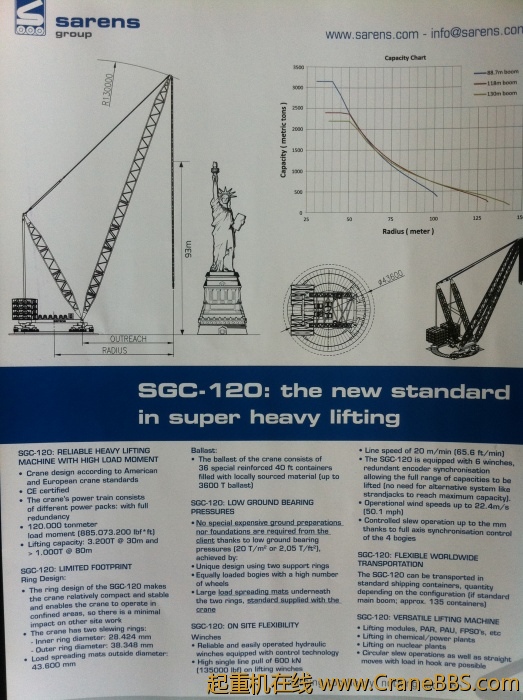 sarens
group
www.sarens.com - info@sarens.com
Capacity Chart
Capacity ( metric tons )
3500
3000
2500
2000
1500
1000
500
0
25
50
75
100
125
Radius ( meter )
88.7m boom
118m boom
130m boom
R130000
93m
OUTREACH
RADIUS
ø43600
SGC-120: the new standard
in super heavy lifting
SGC-120: RELIABLE HEAVY LIFTING
MACHINE WITH HIGH LOAD MOMENT
• Crane design according to American
and European crane standards
• CE certified
• The crane's power train consists
of different power packs: with full
redundancy
• 120.000 tonmeter
load moment (885.073.200 lbf*ft)
• Lifting capacity: 3.200T @ 30m and
> 1.000T @ 80m
SGC-120: LIMITED FOOTPRINT
Ring Design:
• The ring design of the SGC-120 makes
the crane relatively compact and stable
and enables the crane to operate in
confined areas, so there is a minimal
impact on other site work
• The crane has two slewing rings:
- Inner ring diameter: 28.424 mm
- Outer ring diameter: 38.348 mm
• Load spreading mats outside diameter:
43.600 mm
Ballast:
• The ballast of the crane consists of
36 special reinforced 40 ft containers
filled with locally sourced material (up to
3600 T ballast)
SGC-120: LOW GROUND BEARING
PRESSURES
• No special expensive ground preparations
nor foundations are required from the
client thanks to low ground bearing
pressures (20 T/m² or 2,05 T/ft²),
achieved by:
• Unique design using two support rings
• Equally loaded bogies with a high number
of wheels
• Large load spreading mats underneath
the two rings, standard supplied with the
crane
SGC-120: ON SITE FLEXIBILITY
Winches
• Reliable and easily operated hydraulic
winches equipped with control technology
• High single line pull of 600 kN
(135000 lbf) on lifting winches
• Line speed of 20 m/min (65.6 ft/min)
• The SGC-120 is equipped with 6 winches,
redundant encoder synchronisation
allowing the full range of capacities to be
lifted (no need for alternative system like
strandjacks to reach maximum capacity).
• Operational wind speeds up to 22.4m/s
(50.1 mph)
• Controlled slew operation up to the mm
thanks to full axis synchronisation control
of the 4 bogies
SGC-120: FLEXIBLE WORLDWIDE
TRANSPORTATION
The SGC-120 can be transported in
standard shipping containers, quantity
depending on the configuration (if standard
main boom; approx. 135 containers)
SGC-120: VERSATILE LIFTING MACHINE
• Lifting modules, PAR, PAU, FPSO's, etc
• Lifting in chemical/power plants
• Lifting on nuclear plants
• Circular slew operations as well as straight
moves with load in hook are possible
起重机在线 www.CraneBBS.com